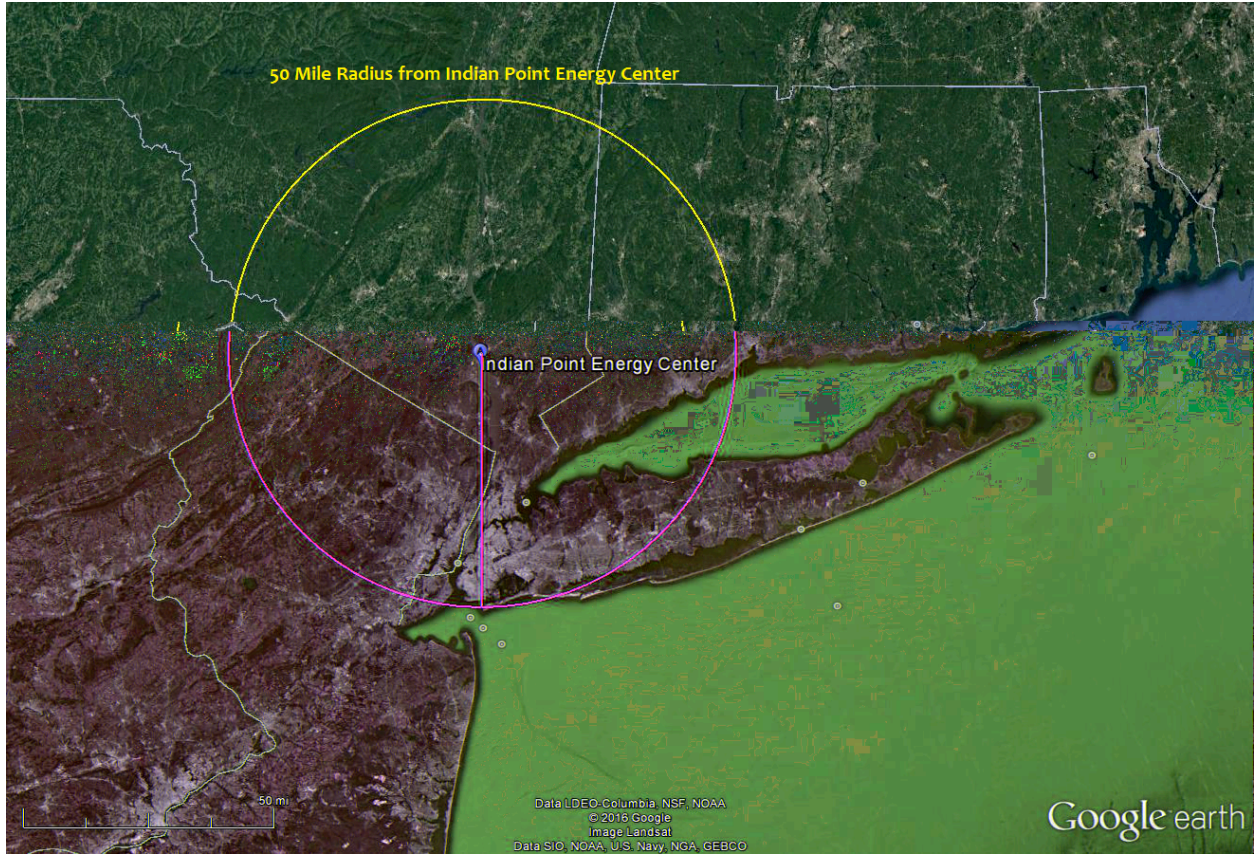 50 Mile Radius from Indian Point Energy Center
Indian Point Energy Center
50 mi
Data LDEO-Columbia, NSF, NOAA
© 2016 Google
Image Landsat
Data SIO, NOAA, U.S. Navy, NGA, GEBCO
Google earth